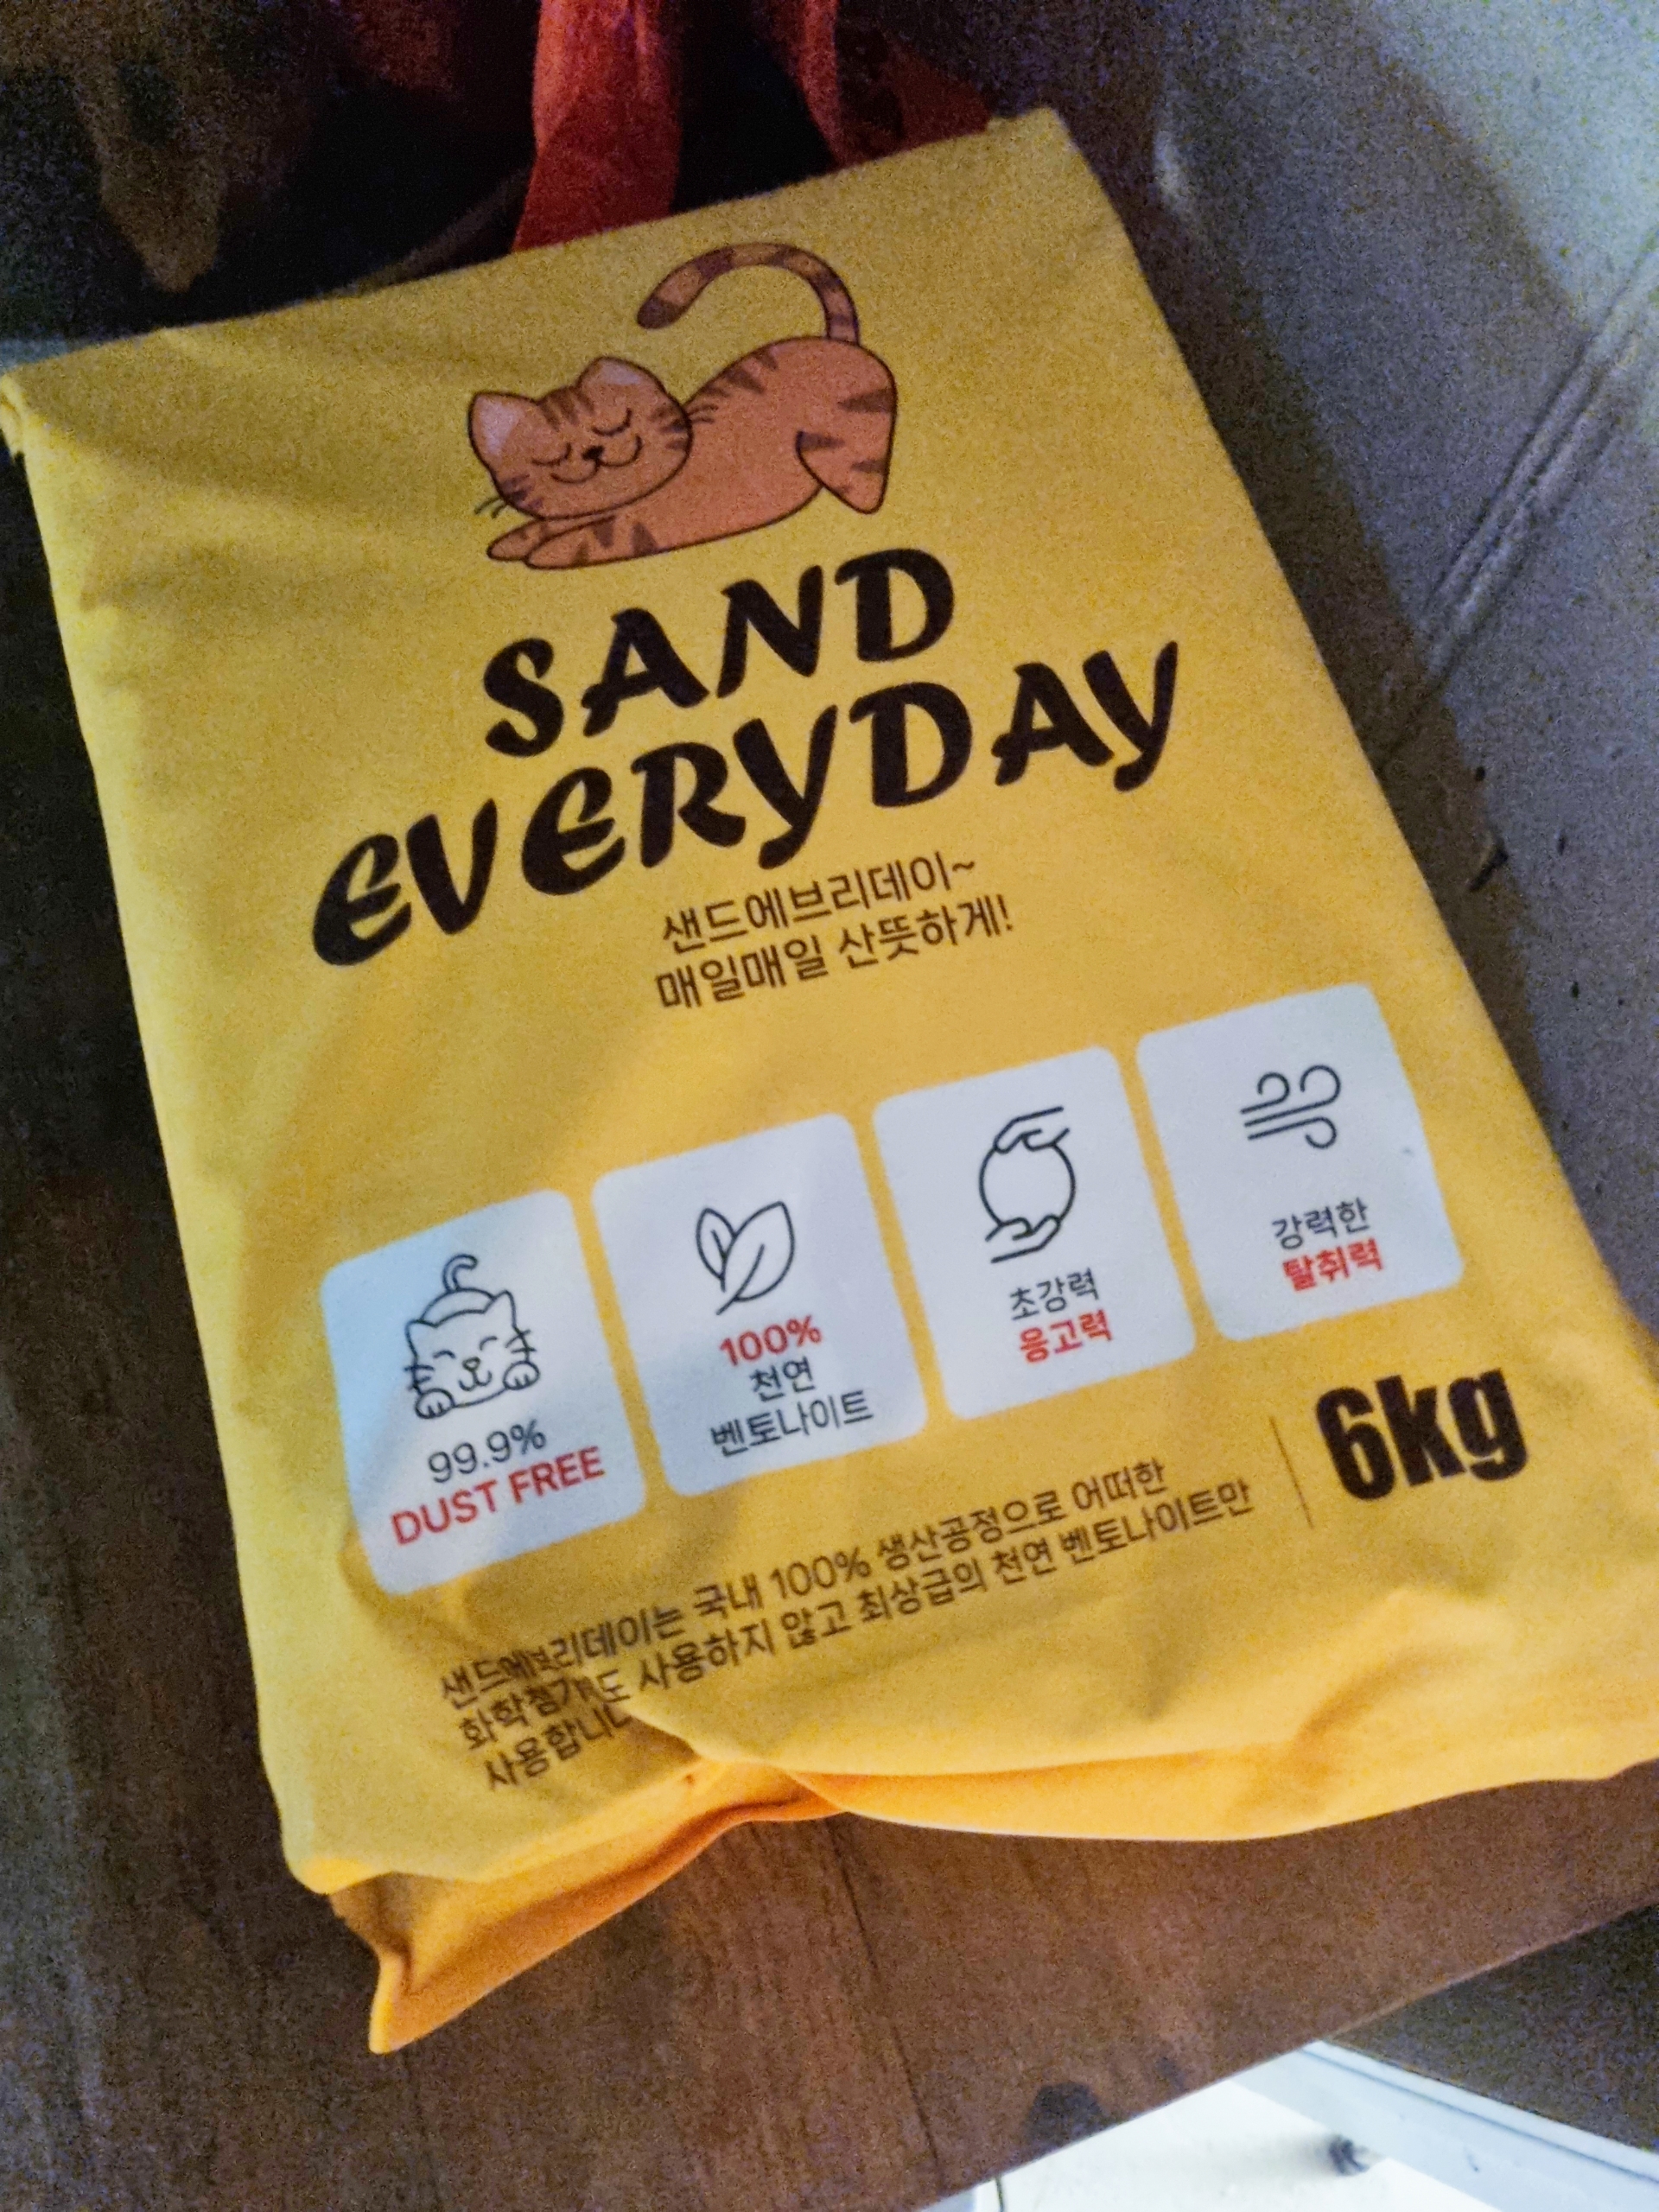 SAND
EVERYDAY
샌드에브리데이~
매일매일 산뜻하게!
99.9%
DUST FREE
100%
천연
벤토나이트
초강력
응고력
강력한
탈취력
샌드에브리데이는 국내 100% 생산공정으로 어떠한
화학첨가제도 사용하지 않고 최상급의 천연 벤토나이트만
6kg